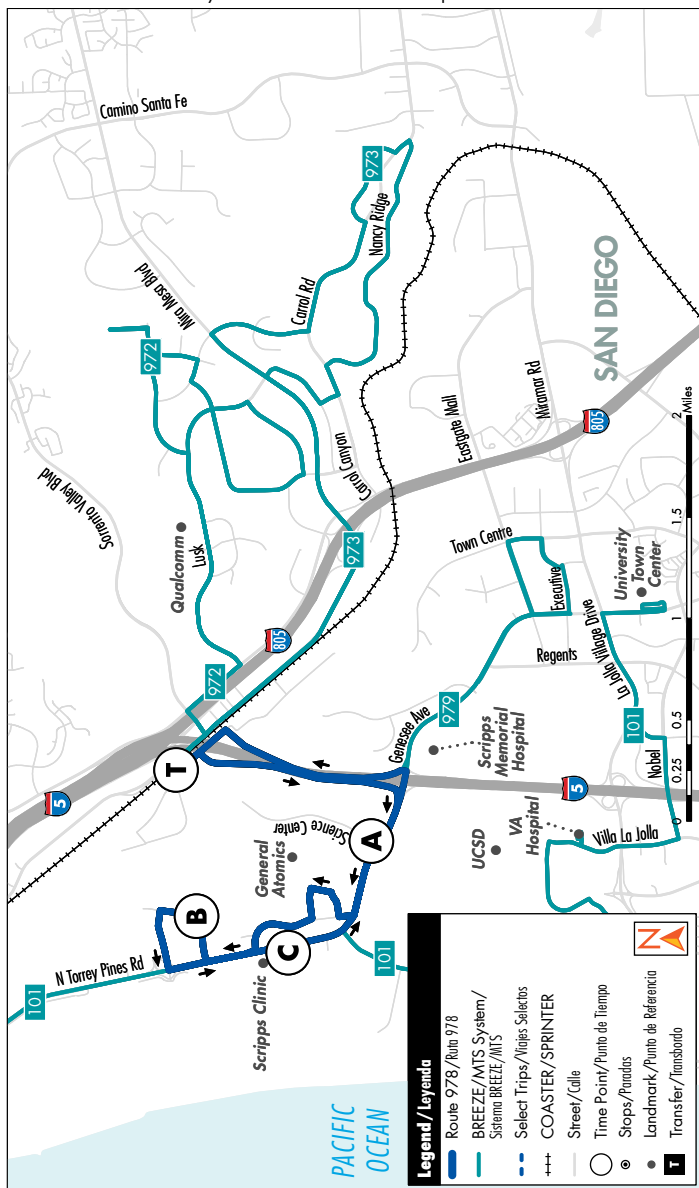 Camino Santa Fe
973
Nancy Ridge
Carrol Rd
Mira Mesa Blvd
972
SAN DIEGO
Miramar Rd
Eastgate Mall
805
2
Miles
Sorrento Valley Blvd
Carrol Canyon
Qualcomm
Lusk
973
Town Centre
1.5
805
972
Executive
University
Town
Center
1
Regents
La Jolla Village Drive
979
Genesee Ave
Scripps
Memorial
Hospital
101
0.5
Nobel
0.25
5
T
5
Science Center
A
General
Atomics
UCSD
VA
Hospital
Villa La Jolla
0
B
C
N Torrey Pines Rd
101
101
Scripps Clinic
PACIFIC
OCEAN
Legend/Leyenda
Route 978/Ruta 978
BREEZE/MTS System/
Sistema BREEZE/MTS
Select Trips/Viajes Selectos
COASTER/SPRINTER
Street/Calle
Time Point/Punto de Tiempo
Stops/Paradas
Landmark/Punto de Referencia
T Transfer/Transbordo
N